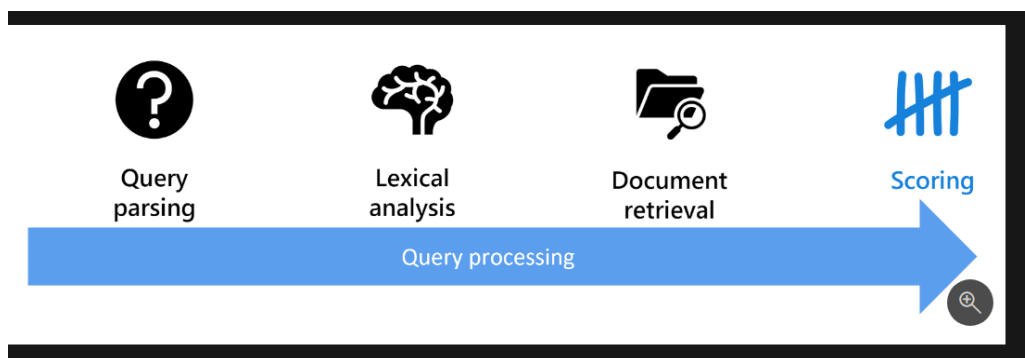 Query
parsing
Lexical
analysis
Document
retrieval
Scoring
Query processing